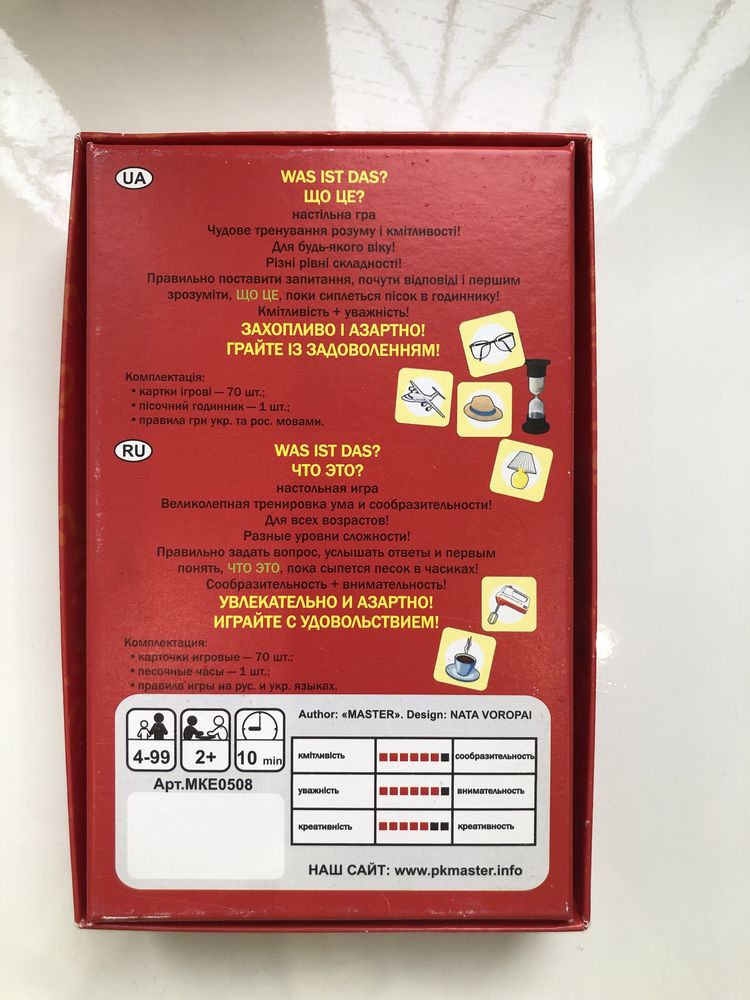 UA
WAS IST DAS?
ЩО ЦЕ?
настільна гра
Чудове тренування розуму і кмітливості!
Для будь-якого віку!
Різні рівні складності!
Правильно поставити запитання, почути відповіді і першим
зрозуміти, ЩО ЦЕ, поки сиплеться пісок в годиннику!
Кмітливість + уважність!
ЗАХОПЛИВО І АЗАРТНО!
ГРАЙТЕ ІЗ ЗАДОВОЛЕННЯМ!
Комплектація:
• картки ігрові — 70 шт.;
• пісочний годинник — 1 шт.;
• правила гри укр. та рос. мовами.
RU
WAS IST DAS?
ЧТО ЭТО?
настольная игра
Великолепная тренировка ума и сообразительности!
Для всех возрастов!
Разные уровни сложности!
Правильно задать вопрос, услышать ответы и первым
понять, ЧТО ЭТО, пока сыпется песок в часиках!
Сообразительность + внимательность!
УВЛЕКАТЕЛЬНО И АЗАРТНО!
ИГРАЙТЕ С УДОВОЛЬСТВИЕМ!
Комплектация:
• карточки игровые — 70 шт.;
• песочные часы — 1 шт.;
• правила игры на рус. и укр. языках.
4-99 2+ 10 min
Арт.МКЕ0508
Author: «MASTER». Design: NATA VOROPAI
кмітливість сообразительность
уважність внимательность
креативність креативность
НАШ САЙТ: www.pkmaster.info